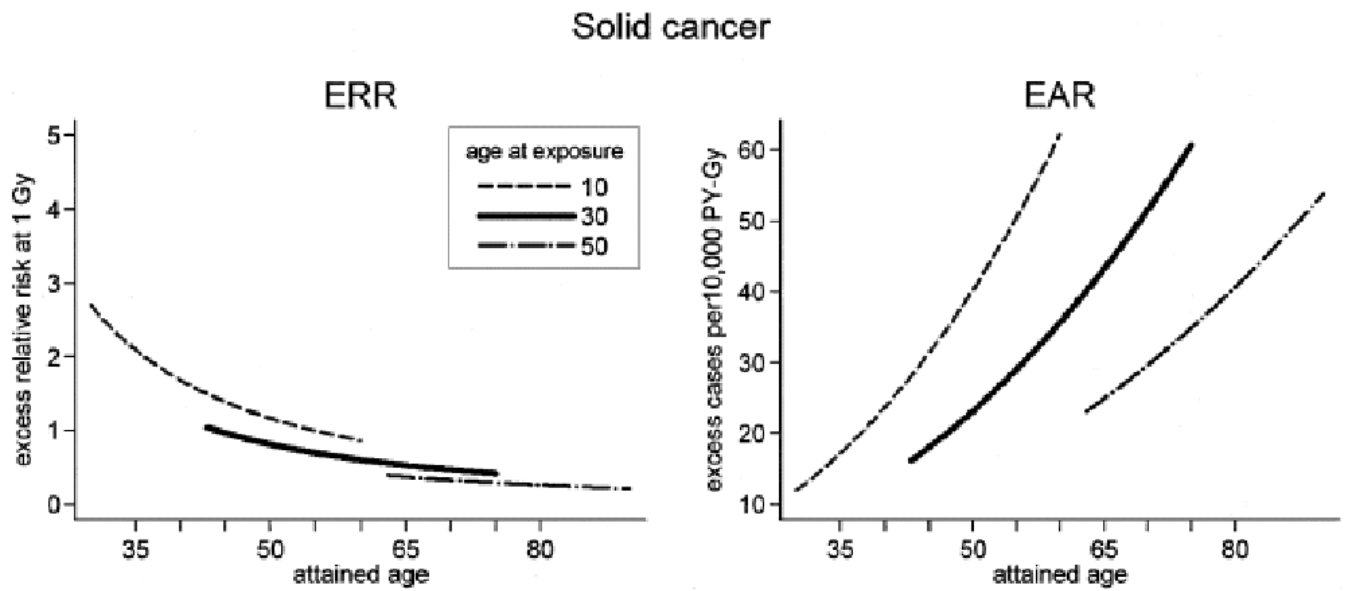 Solid cancer
ERR
excess relative risk at 1 Gy
5
4
3
2
1
0
age at exposure
10
30
50
35 50 65 80
attained age
EAR
excess cases per10,000 PY-Gy
60
50
40
30
20
10
35 50 65 80
attained age